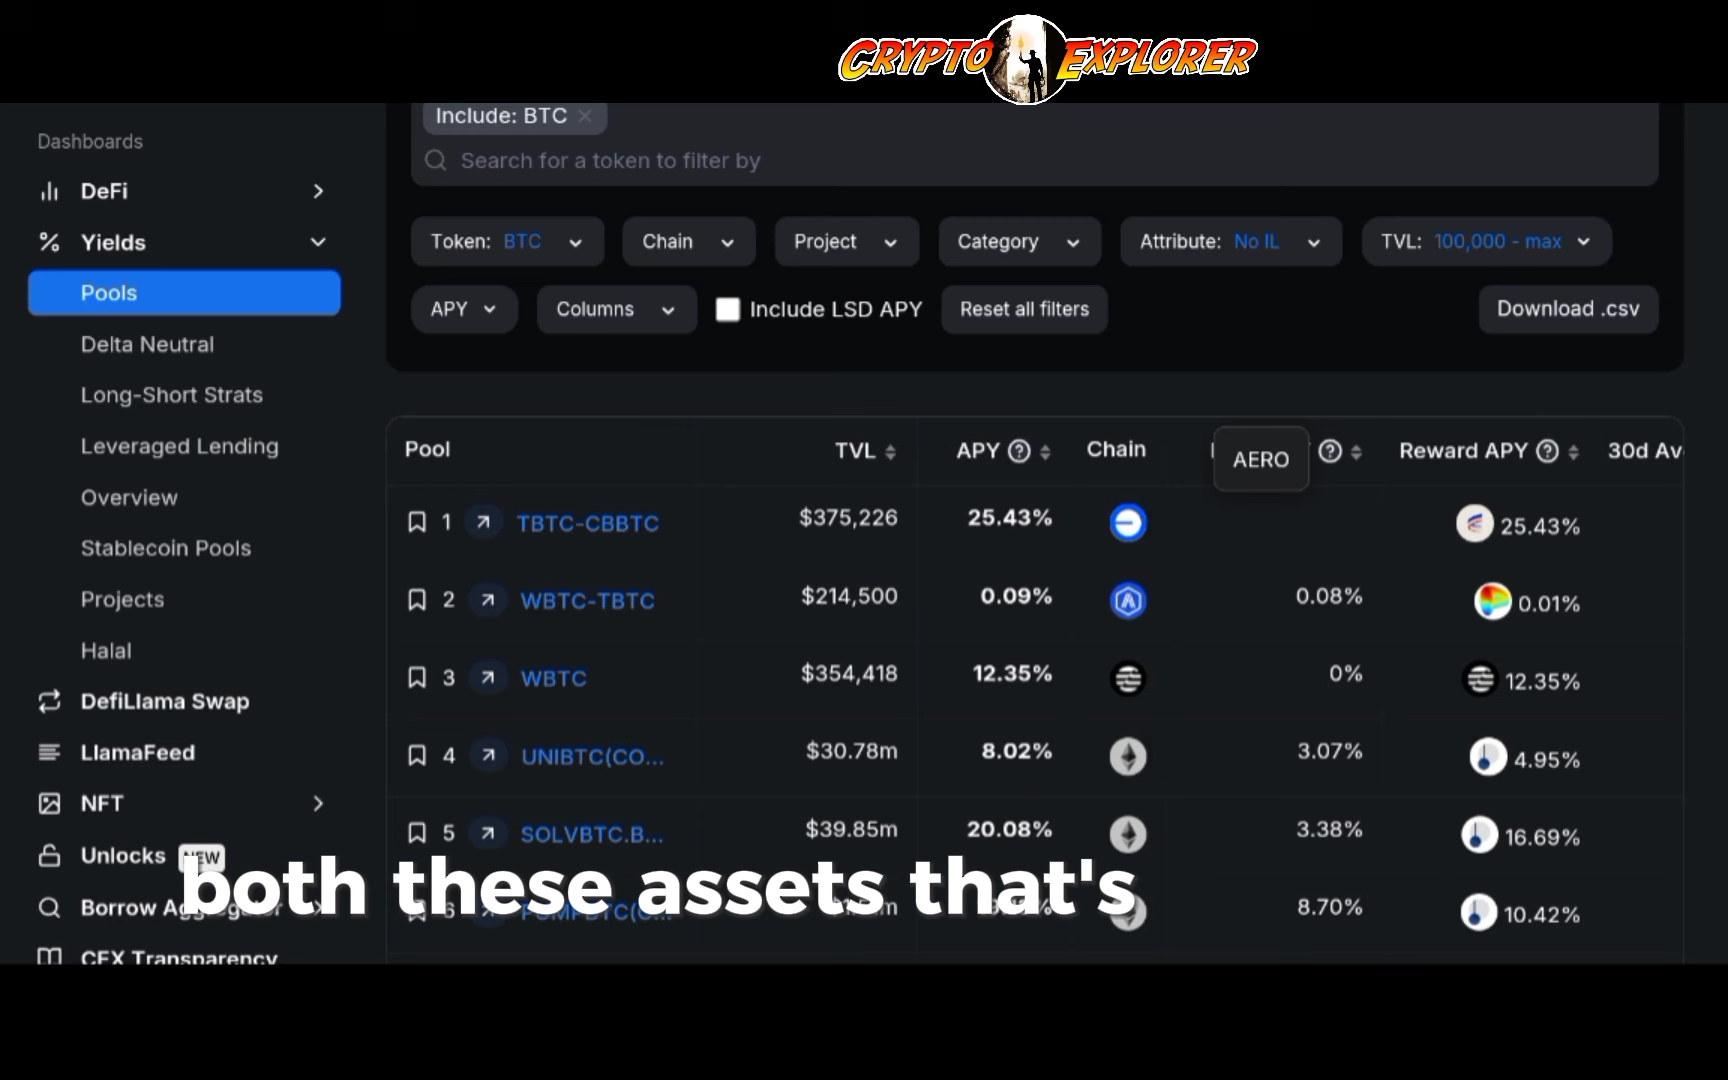 CRYPTO EXPLORER
Include: BTC ×
Search for a token to filter by
Dashboards
DeFi
Yields
Pools
Delta Neutral
Long-Short Strats
Leveraged Lending
Overview
Stablecoin Pools
Projects
Halal
DefiLlama Swap
LlamaFeed
NFT
Unlocks NEW
Borrow
CEX Transparency
Token: BTC
Chain
Project
Category
Attribute: No IL
TVL: 100,000 - max
APY
Columns
Include LSD APY
Reset all filters
Download .csv
Pool TVL APY Chain AERO Reward APY 30d Av
1 TBTC-CBBTC $375,226 25.43% 25.43%
2 WBTC-TBTC $214,500 0.09% 0.08% 0.01%
3 WBTC $354,418 12.35% 0% 12.35%
4 UNIBTC(CO... $30.78m 8.02% 3.07% 4.95%
5 SOLVBTC.B... $39.85m 20.08% 3.38% 16.69%
8.70% 10.42%
both these assets that's